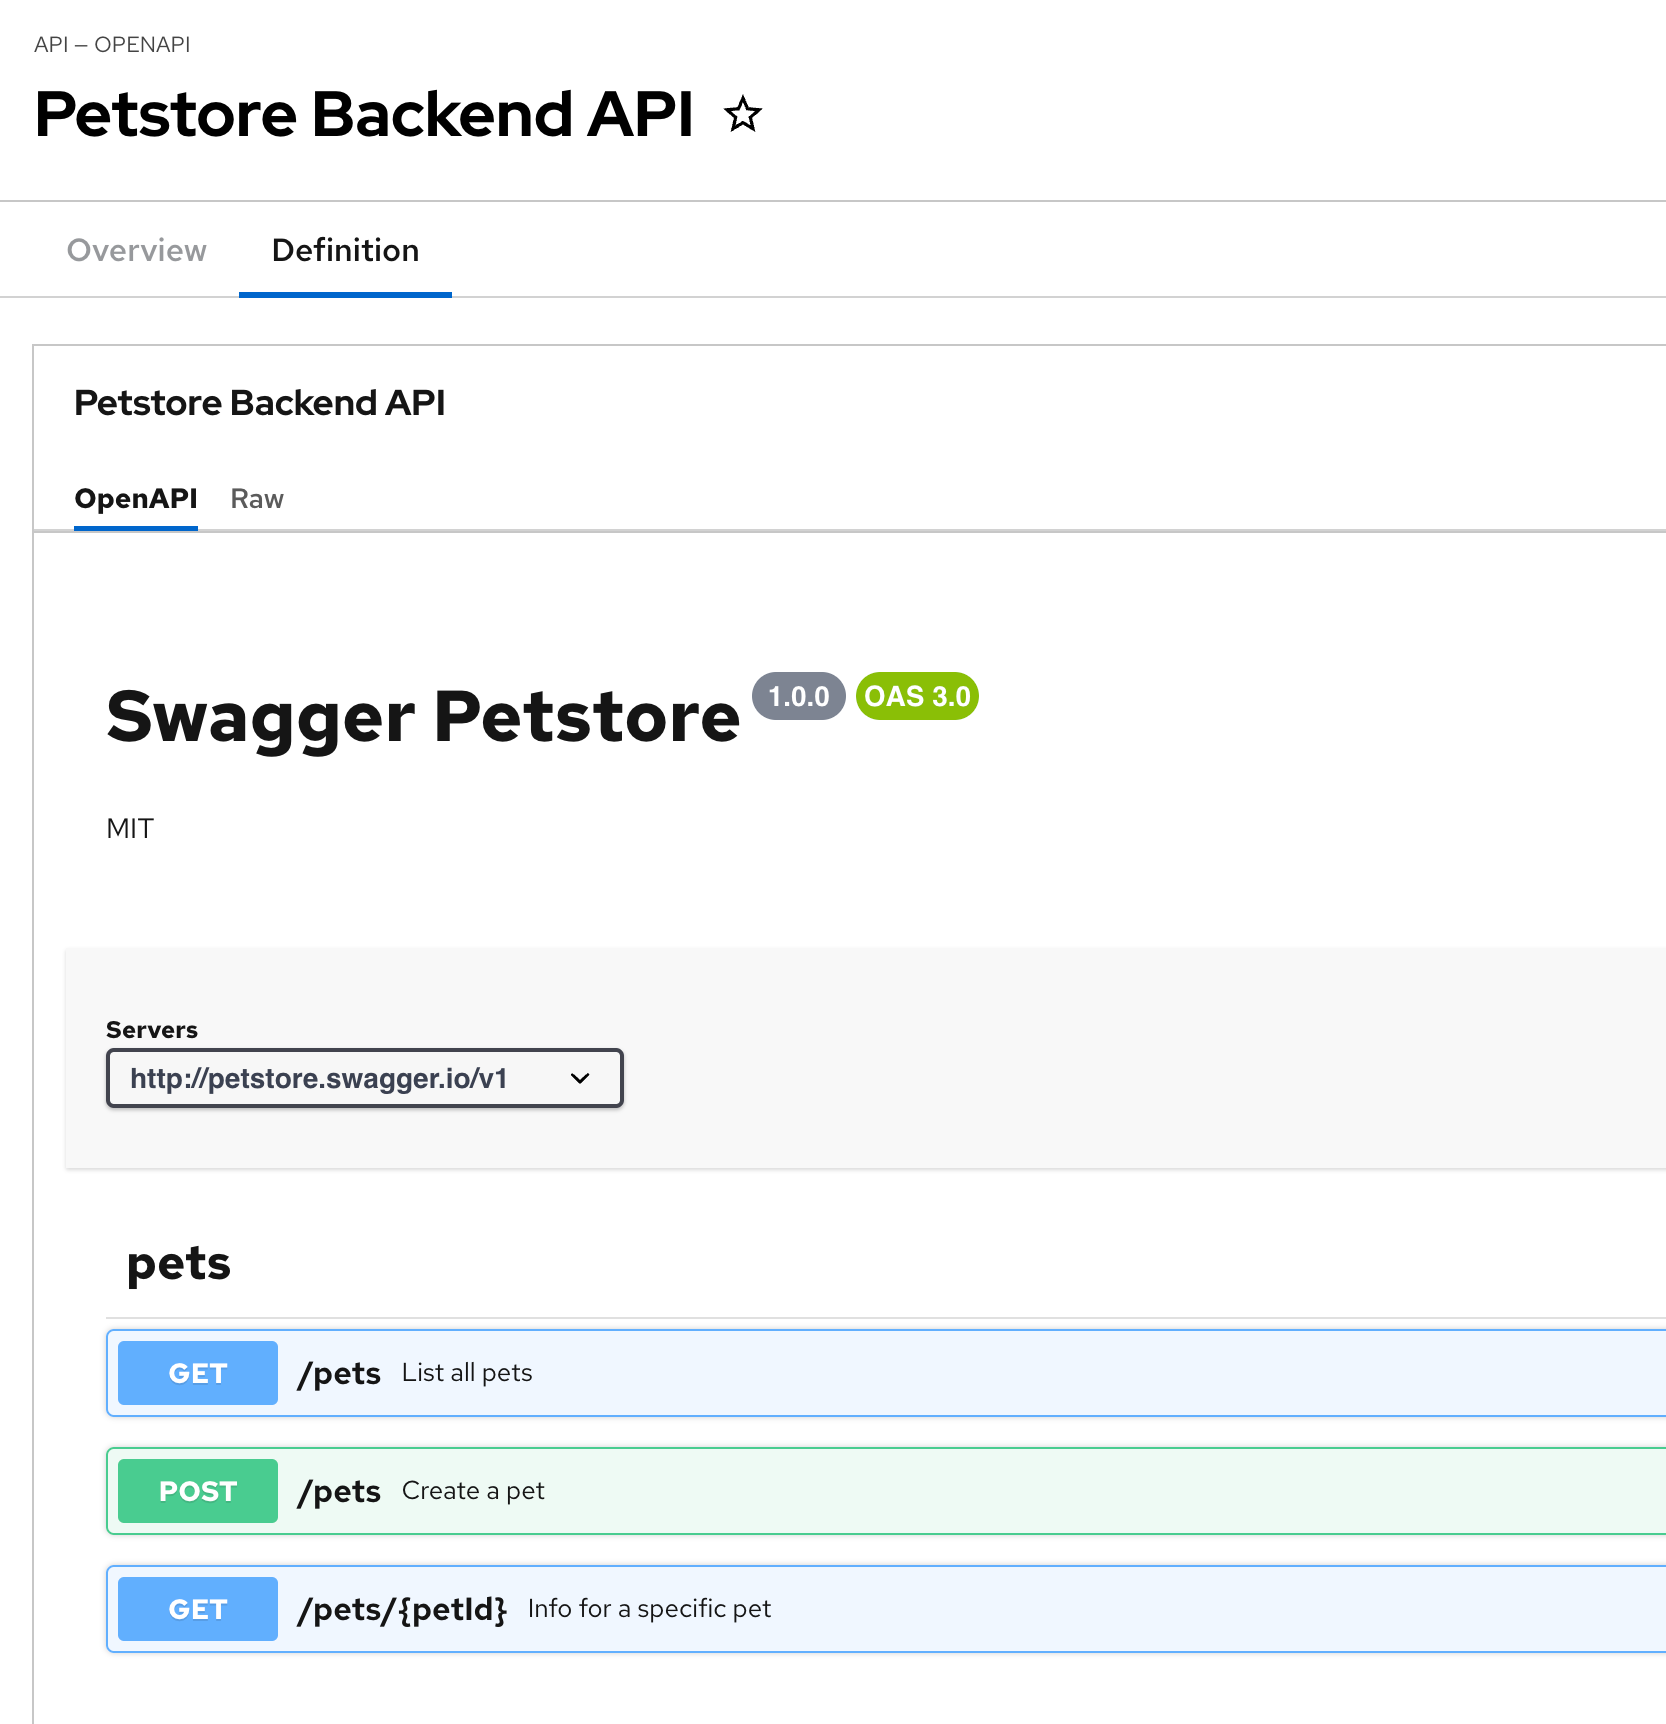 API — OPENAPI
Petstore Backend API
Overview Definition
Petstore Backend API
OpenAPI Raw
Swagger Petstore 1.0.0 OAS 3.0
MIT
Servers
http://petstore.swagger.io/v1
pets
GET /pets List all pets
POST /pets Create a pet
GET /pets/{petId} Info for a specific pet